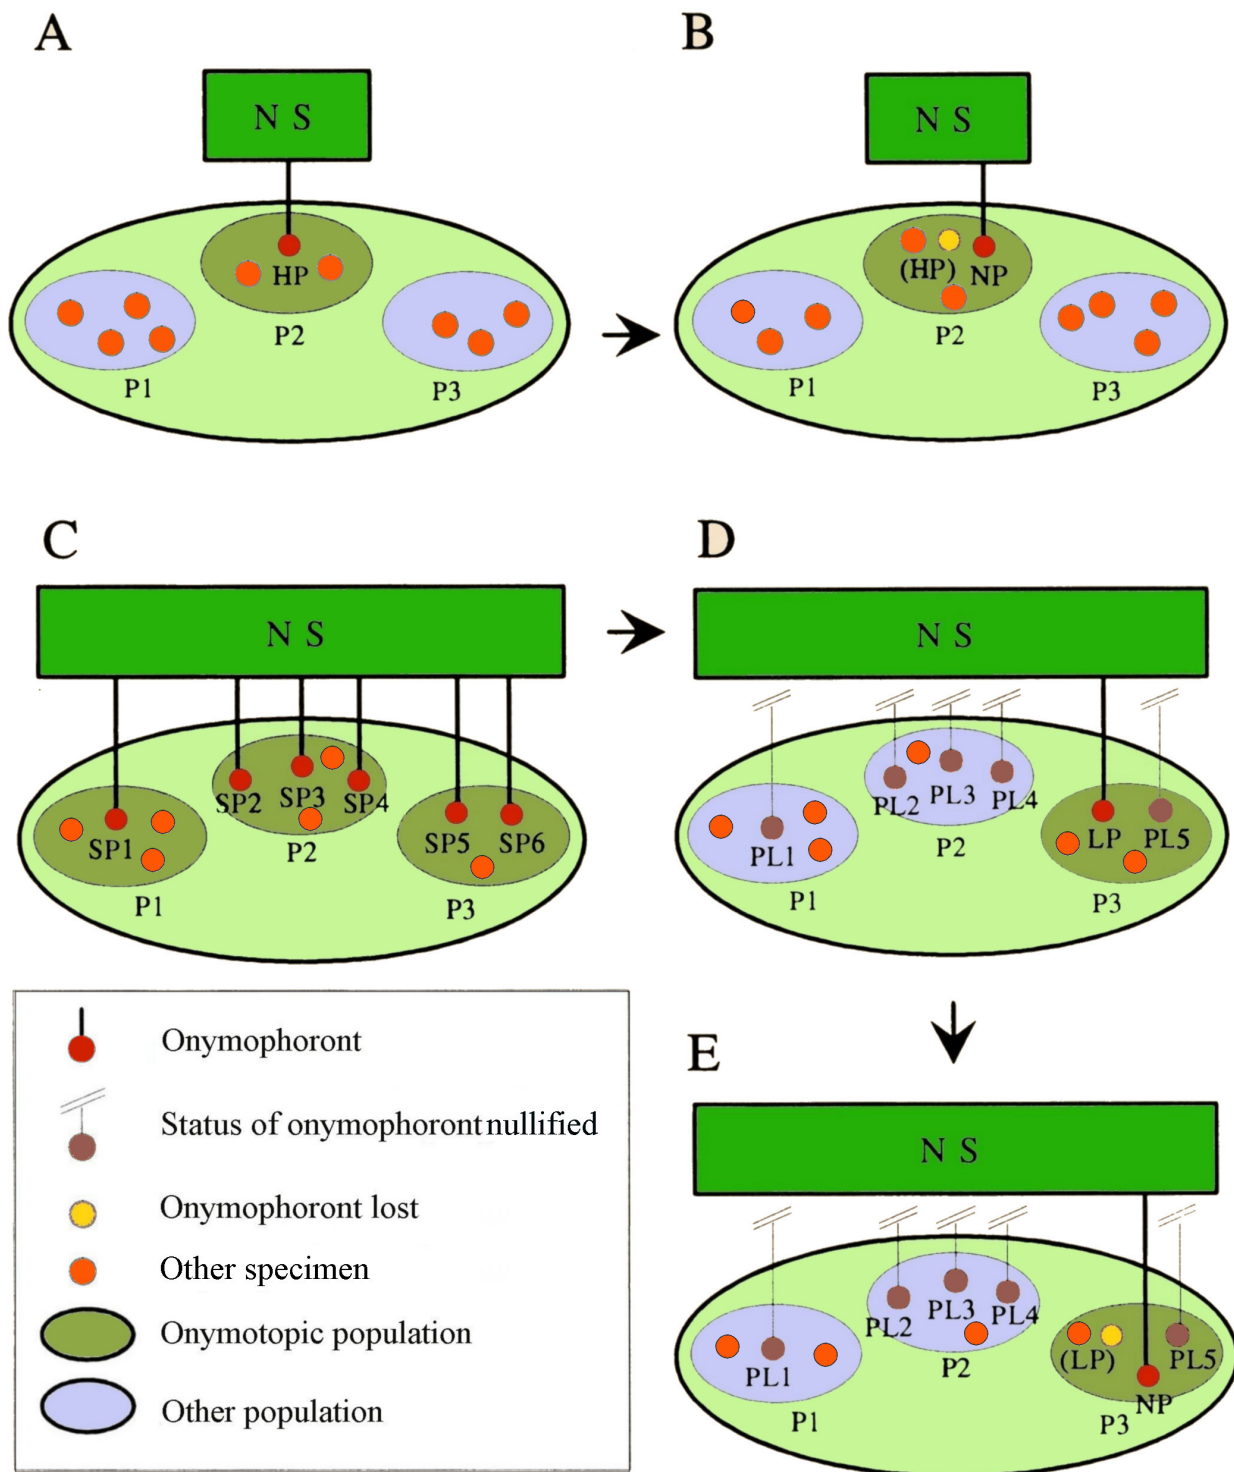 A
B
N S
N S
HP
(HP) NP
P2
P2
P1
P3
P1
P3
C
D
N S
N S
SP1
SP2
SP3
SP4
SP5
SP6
P1
P2
P3
PL1
PL2
PL3
PL4
LP
PL5
P1
P2
P3
Onymophoront
Status of onymophoront nullified
Onymophoront lost
Other specimen
Onymotopic population
Other population
E
N S
PL1
PL2
PL3
PL4
(LP)
PL5
NP
P1
P2
P3